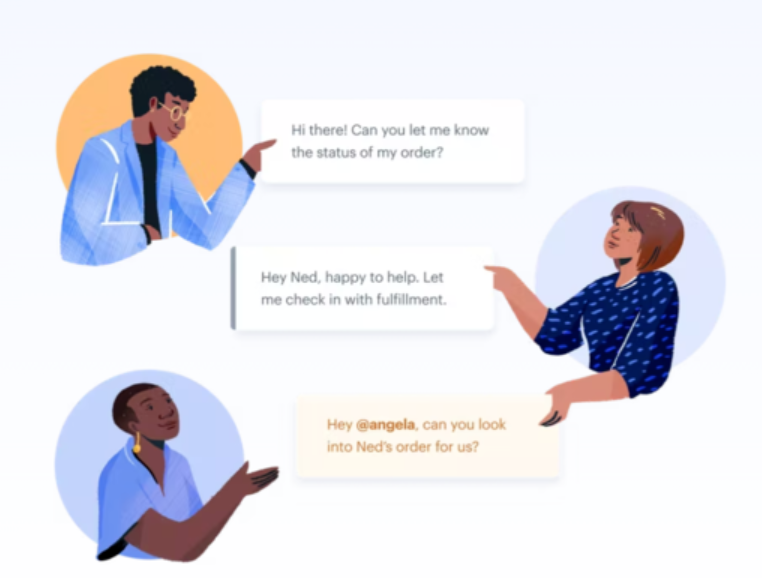 Hi there! Can you let me know
the status of my order?
Hey Ned, happy to help. Let
me check in with fulfillment.
Hey @angela, can you look
into Ned's order for us?